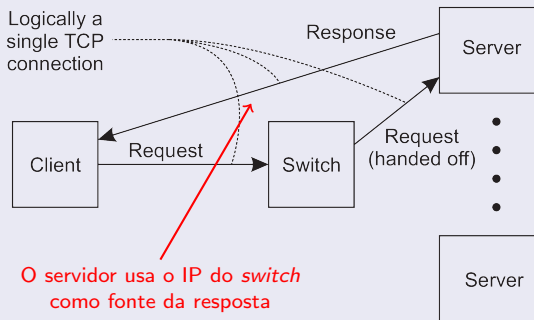 Logically a
single TCP
connection
Response
Server
Client
Request
Switch
Request
(handed off)
O servidor usa o IP do switch
como fonte da resposta
Server